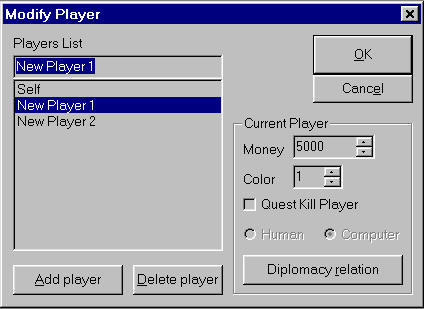 Modify Player
Players List
New Player 1
Self
New Player 1
New Player 2
Add player
Delete player
OK
Cancel
Current Player
Money 5000
Color 1
Quest Kill Player
Human Computer
Diplomacy relation